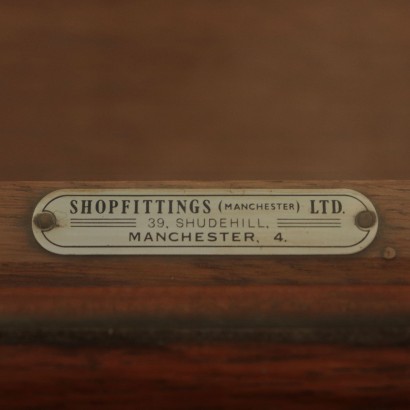 SHOPFITTINGS (MANCHESTER) LTD.
39, SHUDEHILL,
MANCHESTER, 4.